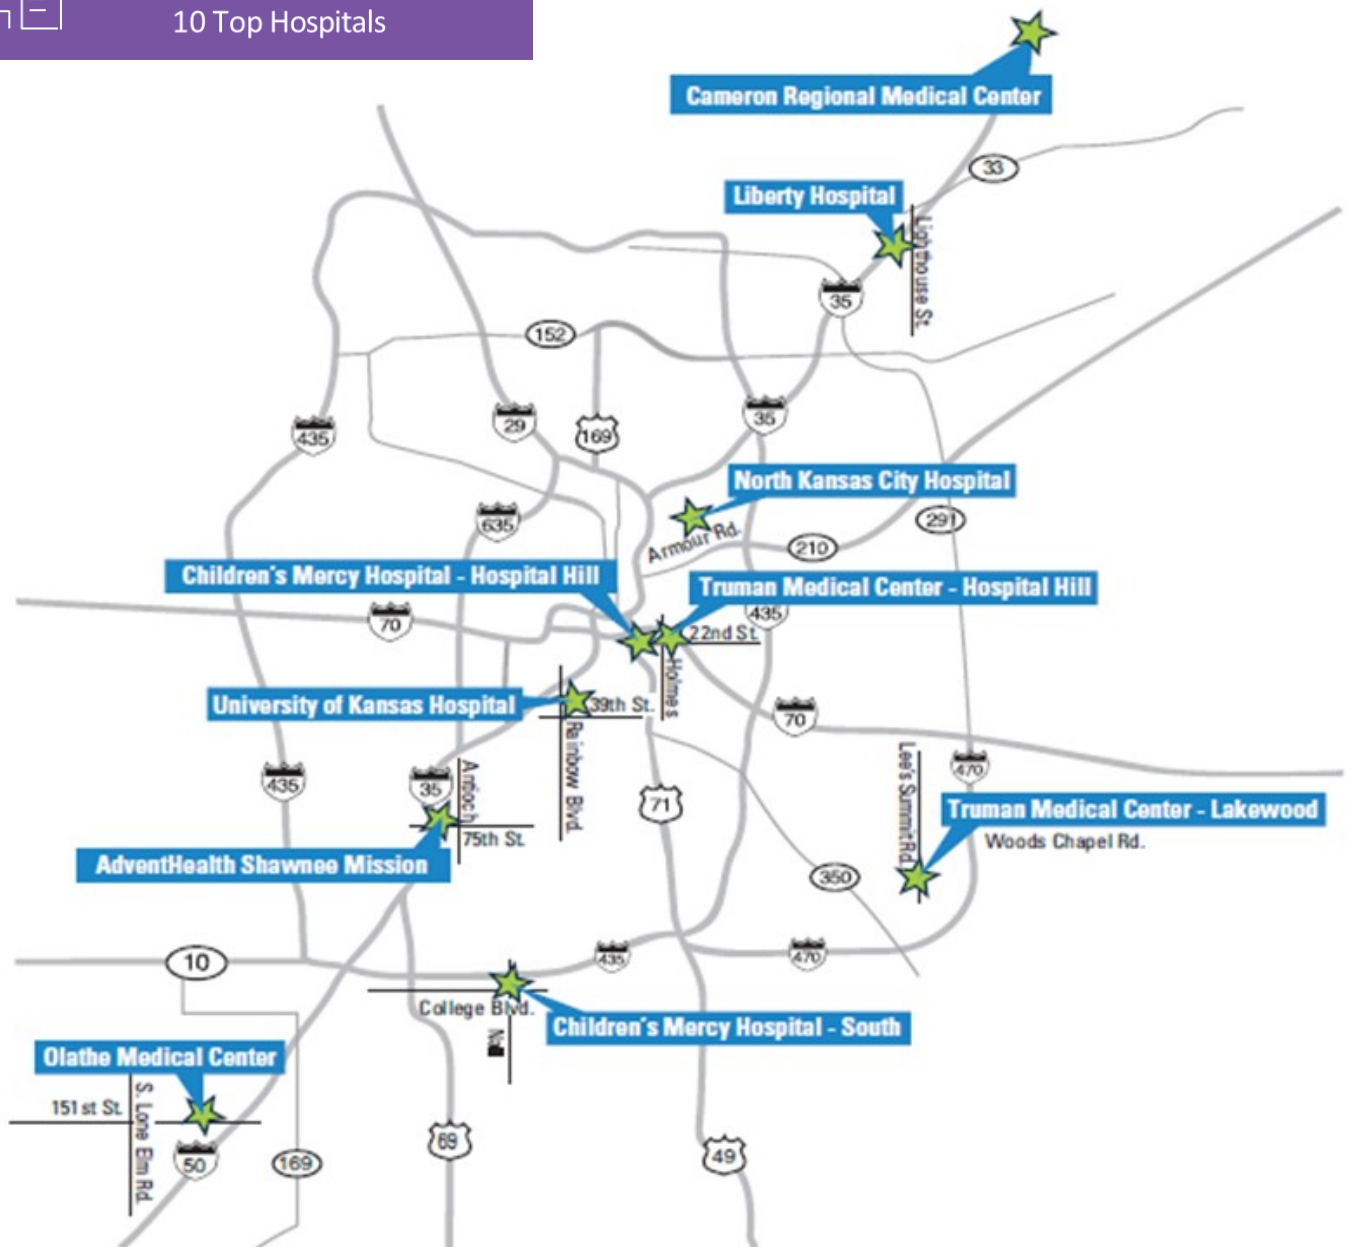 10 Top Hospitals
Cameron Regional Medical Center
33
Liberty Hospital
Lighthouse St.
35
152
29
169
35
435
North Kansas City Hospital
635
291
Armour Rd.
210
Children's Mercy Hospital - Hospital Hill
Truman Medical Center - Hospital Hill
70
435
22nd St.
Holmes
University of Kansas Hospital
39th St.
70
Rainbow Blvd.
435
35
Antioch
Lee's Summit Rd.
470
71
Truman Medical Center - Lakewood
75th St.
Woods Chapel Rd.
AdventHealth Shawnee Mission
350
10
435
470
College Blvd.
Children's Mercy Hospital - South
Olathe Medical Center
151st St.
S. Lone Elm Rd.
50
169
69
49